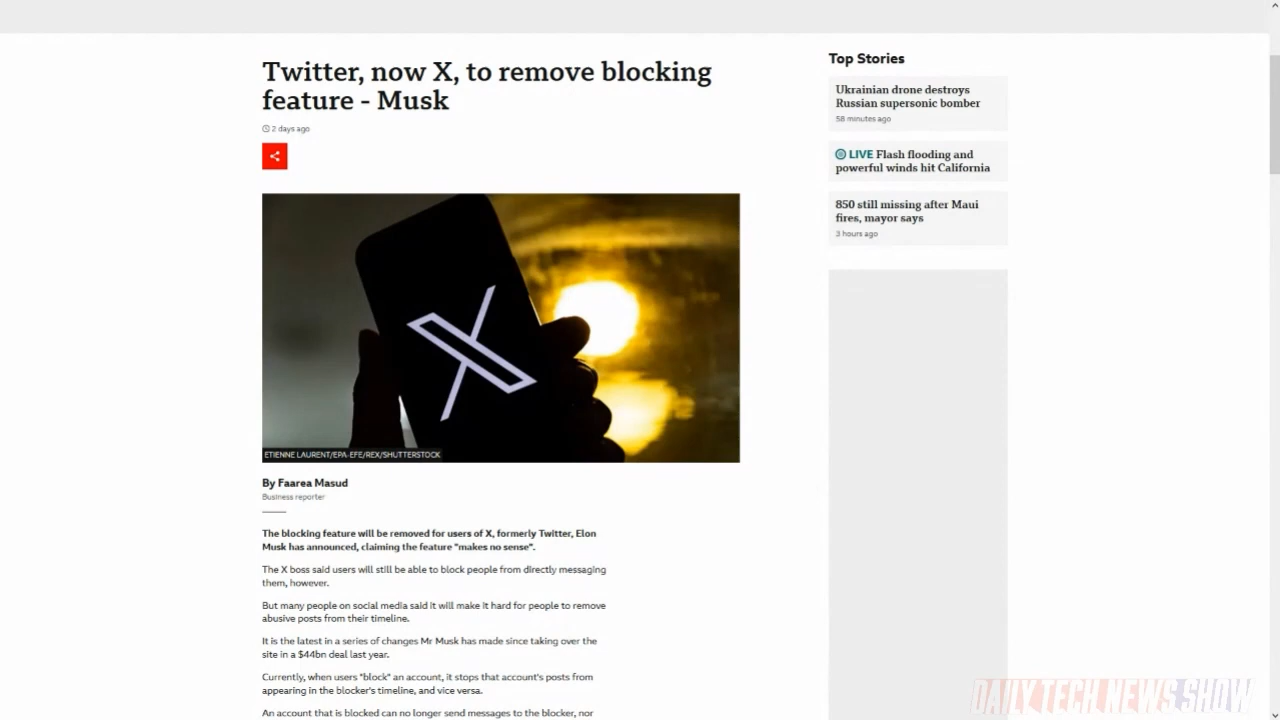 Twitter, now X, to remove blocking
feature - Musk
2 days ago
ETIENNE LAURENT/EPA-EFE/REX/SHUTTERSTOCK
By Faarea Masud
Business reporter
The blocking feature will be removed for users of X, formerly Twitter, Elon
Musk has announced, claiming the feature "makes no sense".
The X boss said users will still be able to block people from directly messaging
them, however.
But many people on social media said it will make it hard for people to remove
abusive posts from their timeline.
It is the latest in a series of changes Mr Musk has made since taking over the
site in a $44bn deal last year.
Currently, when users "block" an account, it stops that account's posts from
appearing in the blocker's timeline, and vice versa.
An account that is blocked can no longer send messages to the blocker, nor
Top Stories
Ukrainian drone destroys
Russian supersonic bomber
58 minutes ago
LIVE Flash flooding and
powerful winds hit California
850 still missing after Maui
fires, mayor says
3 hours ago
DAILY TECH NEWS SHOW